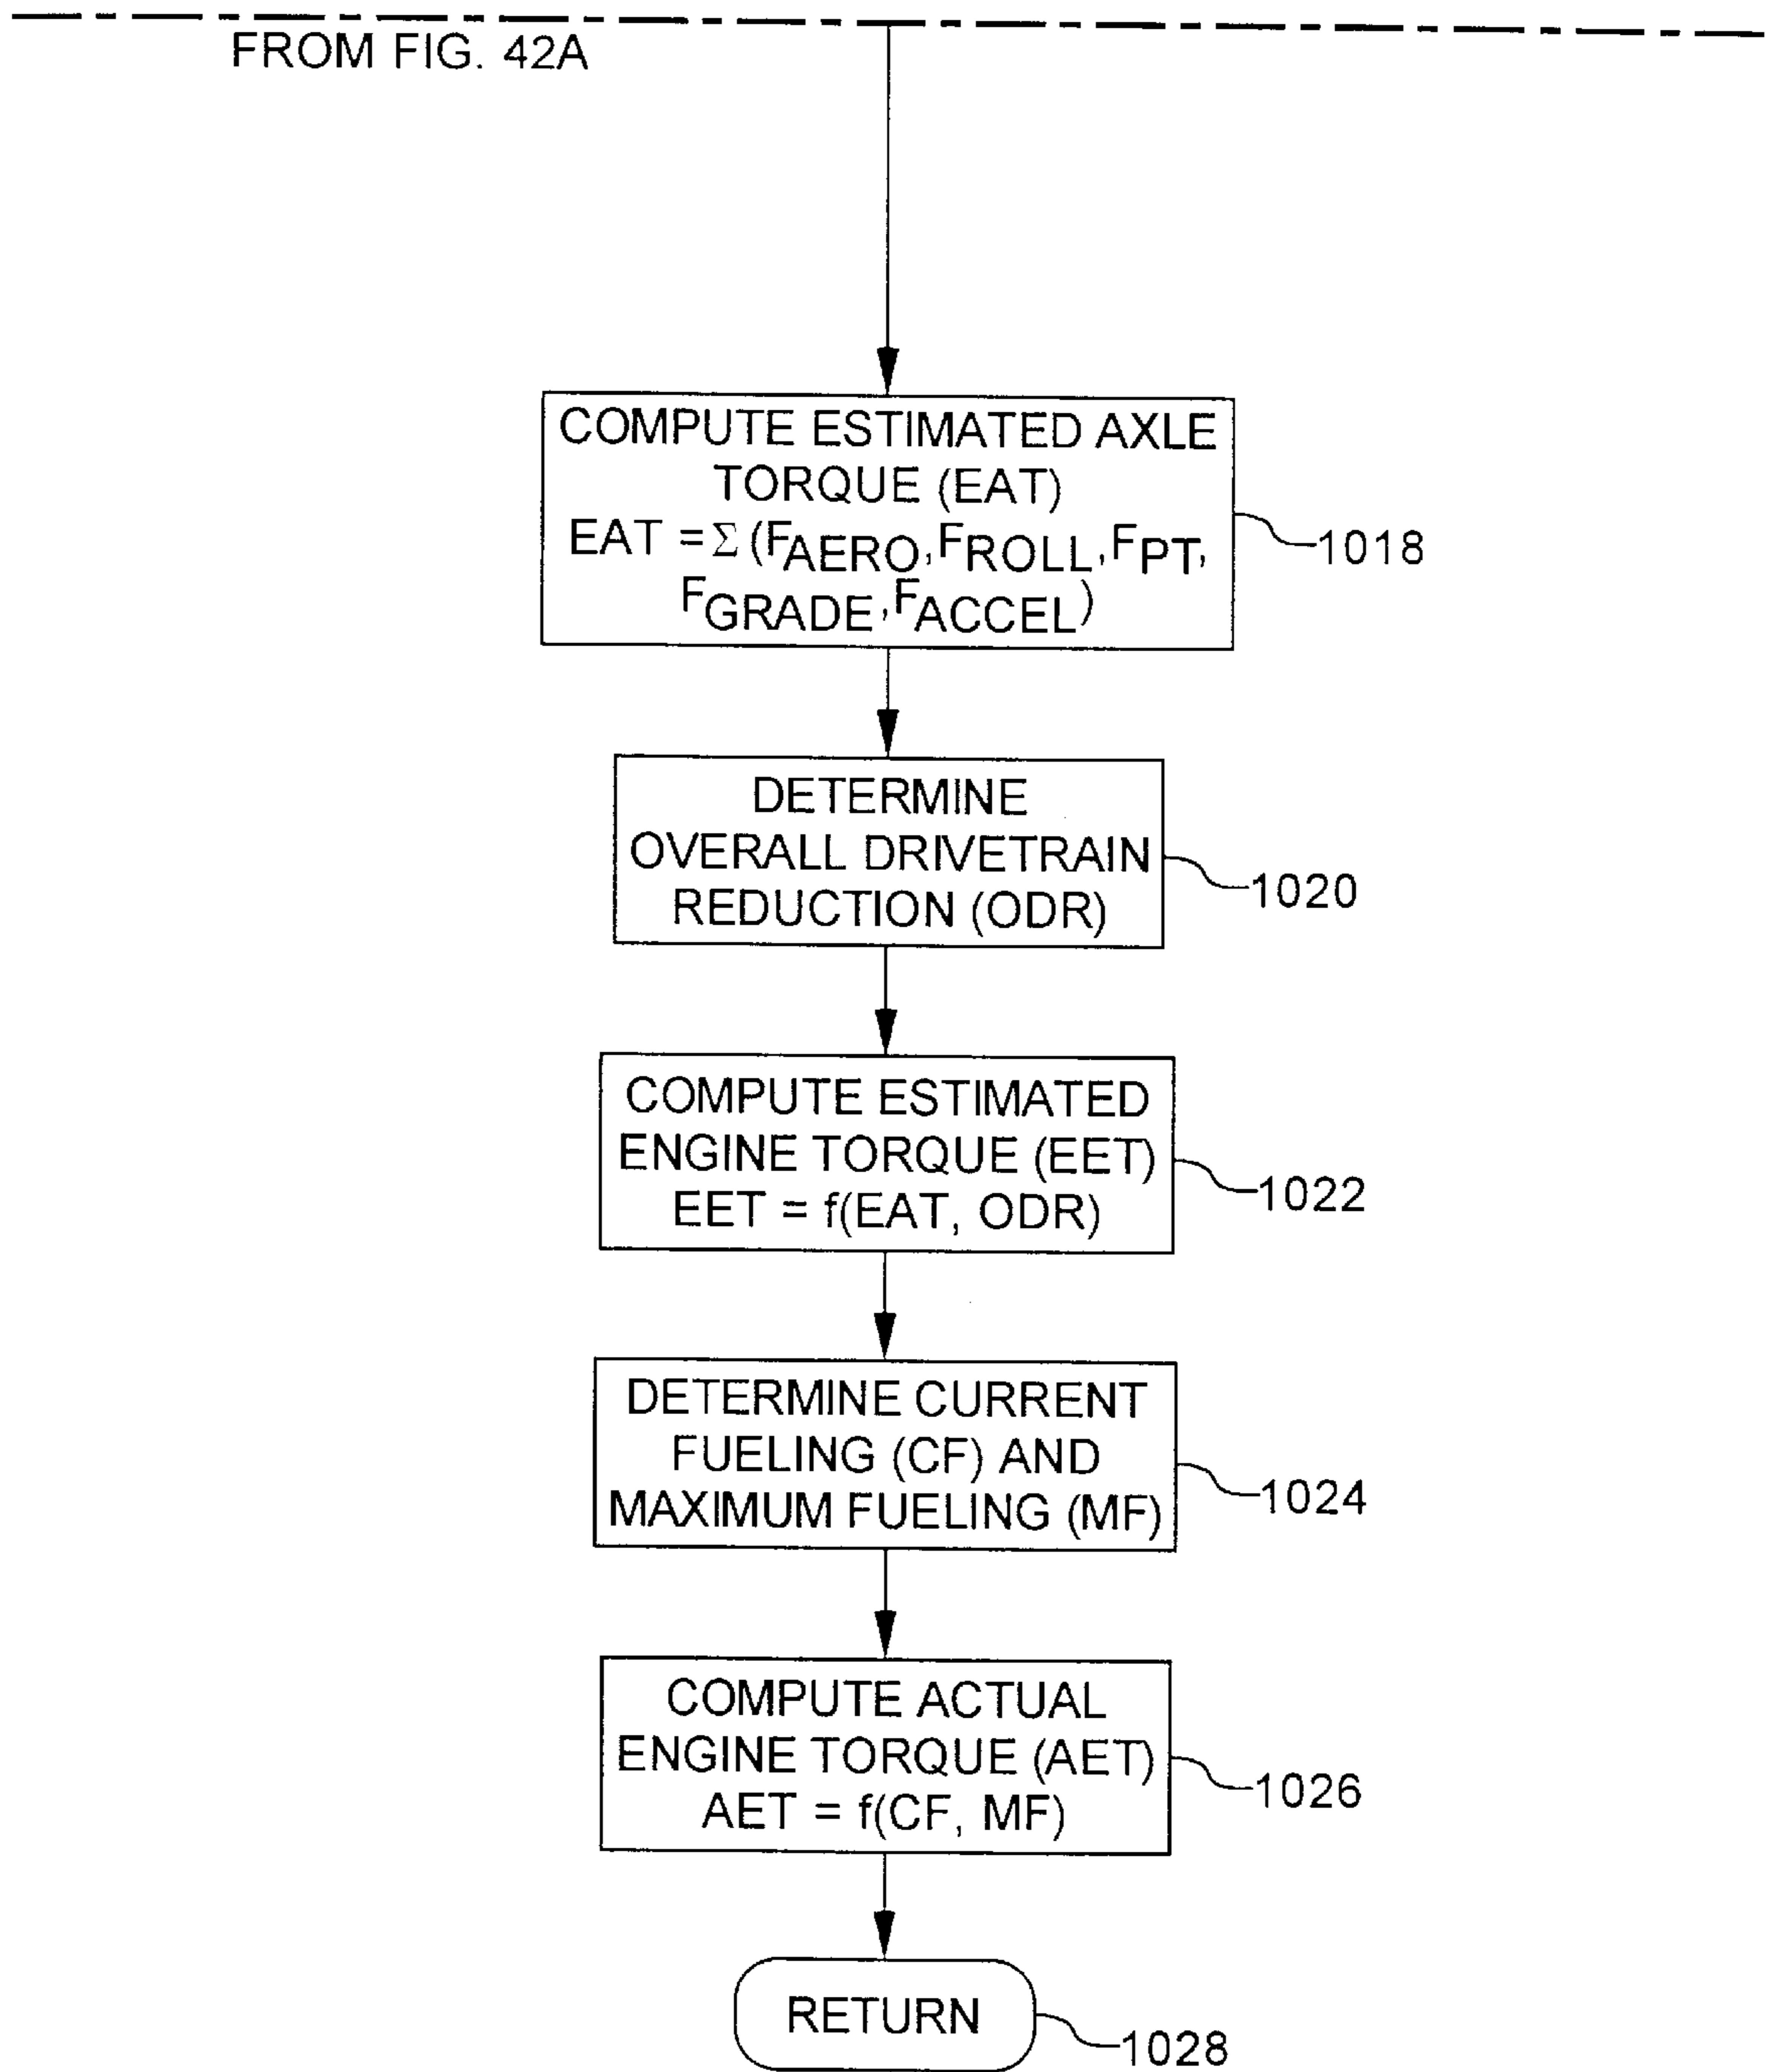 FROM FIG. 42A
COMPUTE ESTIMATED AXLE
TORQUE (EAT)
EAT = Σ (FAERO, FROLL, FPT,
FGRADE, FACCEL)
1018
DETERMINE
OVERALL DRIVETRAIN
REDUCTION (ODR)
1020
COMPUTE ESTIMATED
ENGINE TORQUE (EET)
EET = f(EAT, ODR)
1022
DETERMINE CURRENT
FUELING (CF) AND
MAXIMUM FUELING (MF)
1024
COMPUTE ACTUAL
ENGINE TORQUE (AET)
AET = f(CF, MF)
1026
RETURN
1028